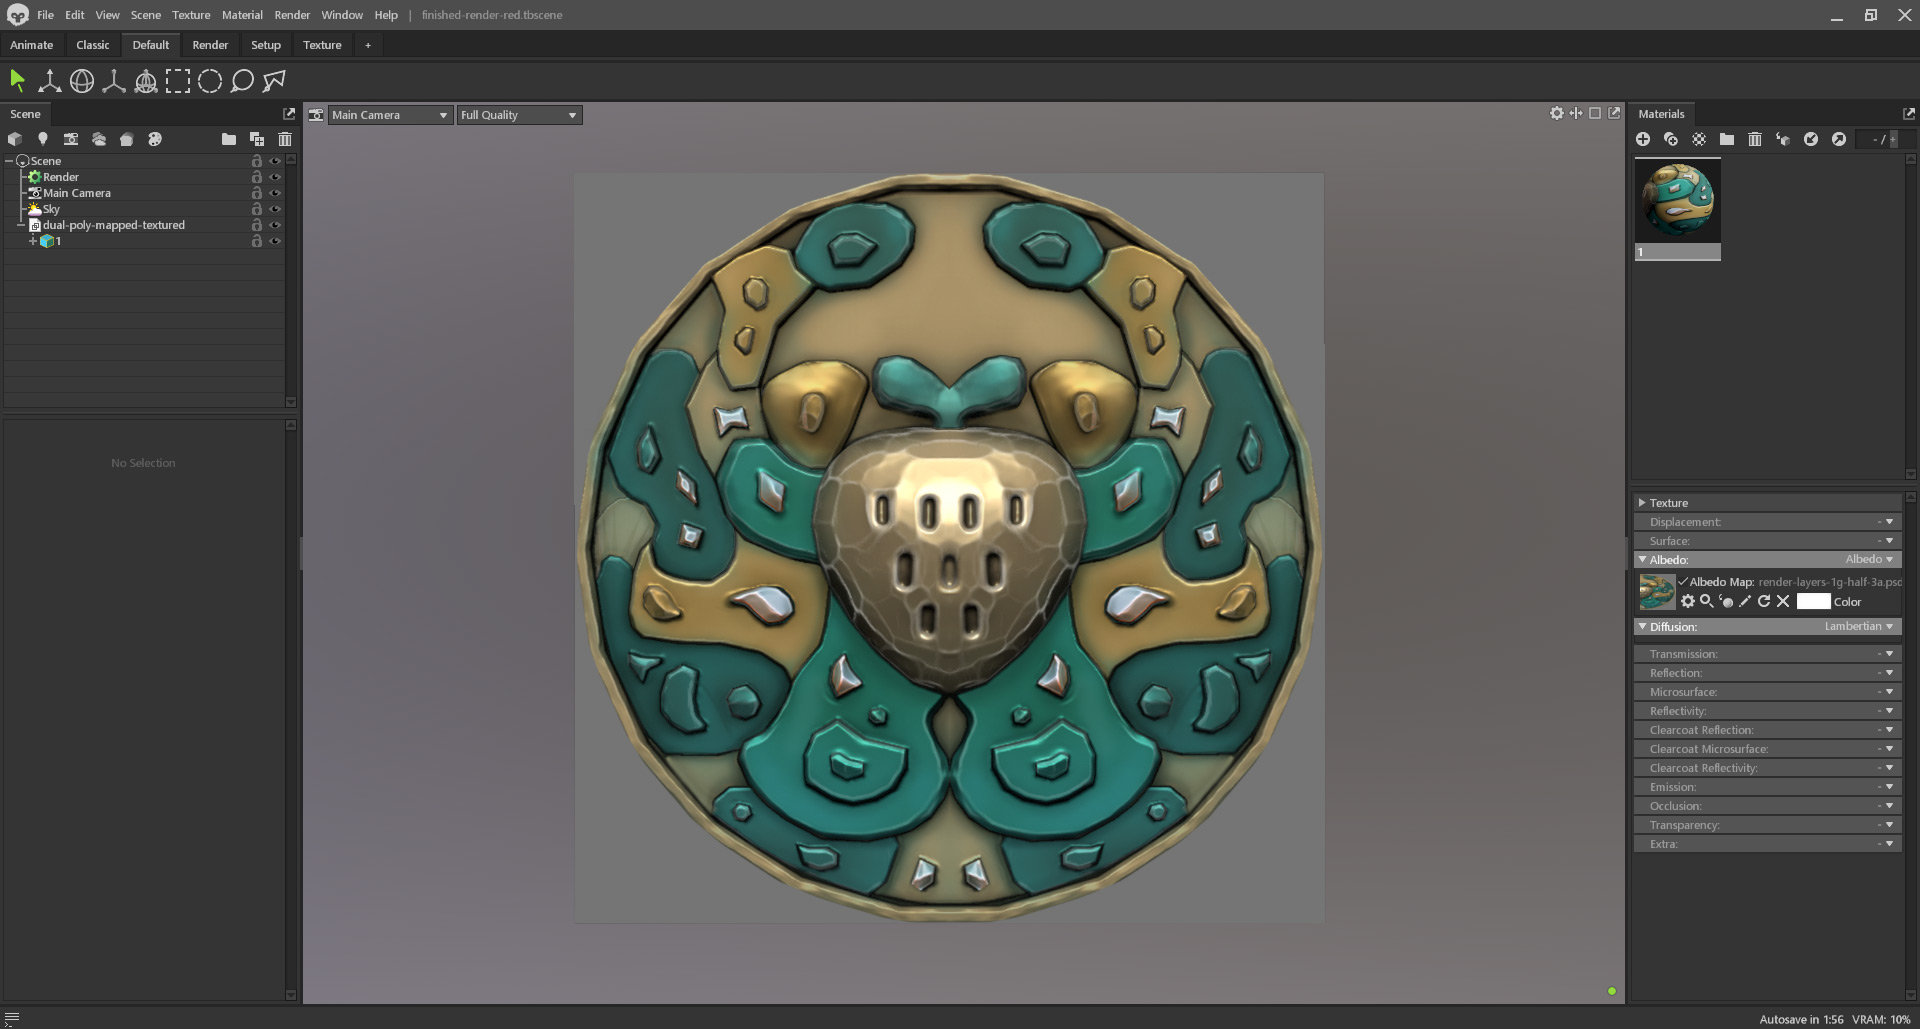 File Edit View Scene Texture Material Render Window Help | finished-render-red.tbscene
Animate Classic Default Render Setup Texture +
Scene
Main Camera
Full Quality
Materials
- / +
Scene
Render
Main Camera
Sky
dual-poly-mapped-textured
1
No Selection
1
Texture
Displacement: -
Surface: -
Albedo: Albedo
Albedo Map: render-layers-1g-half-3a.psd
Color
Diffusion: Lambertian
Transmission: -
Reflection: -
Microsurface: -
Reflectivity: -
Clearcoat Reflection: -
Clearcoat Microsurface: -
Clearcoat Reflectivity: -
Emission: -
Occlusion: -
Transparency: -
Extra: -
Autosave in 1:56 VRAM: 10%